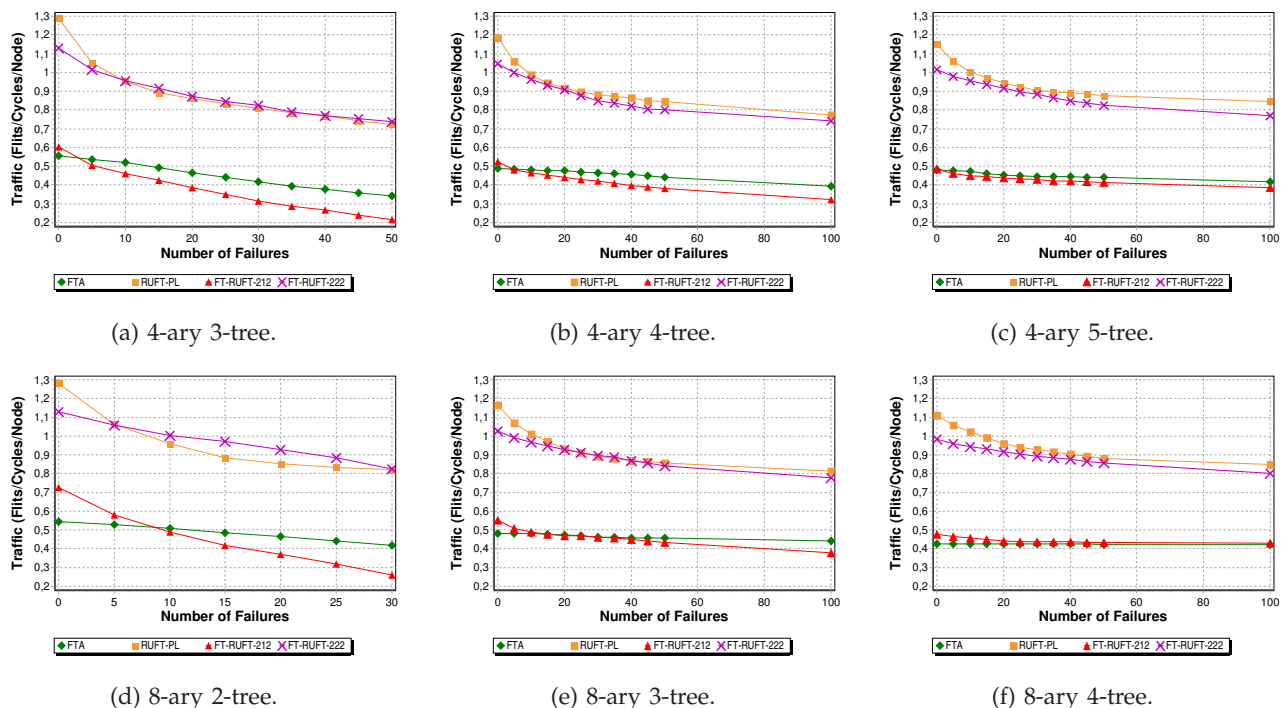 1,3
1,2
1,1
1
0,9
0,8
0,7
0,6
0,5
0,4
0,3
0,2
Traffic (Flits/Cycles/Node)
0 10 20 30 40 50
Number of Failures
FTA RUFT-PL FT-RUFT-212 FT-RUFT-222
(a) 4-ary 3-tree.
1,3
1,2
1,1
1
0,9
0,8
0,7
0,6
0,5
0,4
0,3
0,2
Traffic (Flits/Cycles/Node)
0 20 40 60 80 100
Number of Failures
FTA RUFT-PL FT-RUFT-212 FT-RUFT-222
(b) 4-ary 4-tree.
1,3
1,2
1,1
1
0,9
0,8
0,7
0,6
0,5
0,4
0,3
0,2
Traffic (Flits/Cycles/Node)
0 20 40 60 80 100
Number of Failures
FTA RUFT-PL FT-RUFT-212 FT-RUFT-222
(c) 4-ary 5-tree.
1,3
1,2
1,1
1
0,9
0,8
0,7
0,6
0,5
0,4
0,3
0,2
Traffic (Flits/Cycles/Node)
0 5 10 15 20 25 30
Number of Failures
FTA RUFT-PL FT-RUFT-212 FT-RUFT-222
(d) 8-ary 2-tree.
1,3
1,2
1,1
1
0,9
0,8
0,7
0,6
0,5
0,4
0,3
0,2
Traffic (Flits/Cycles/Node)
0 20 40 60 80 100
Number of Failures
FTA RUFT-PL FT-RUFT-212 FT-RUFT-222
(e) 8-ary 3-tree.
1,3
1,2
1,1
1
0,9
0,8
0,7
0,6
0,5
0,4
0,3
0,2
Traffic (Flits/Cycles/Node)
0 20 40 60 80 100
Number of Failures
FTA RUFT-PL FT-RUFT-212 FT-RUFT-222
(f) 8-ary 4-tree.